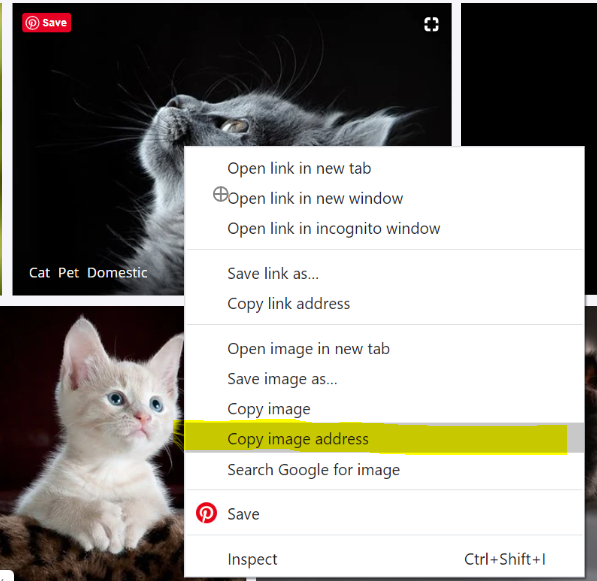 Save
Cat Pet Domestic
Open link in new tab
Open link in new window
Open link in incognito window
Save link as...
Copy link address
Open image in new tab
Save image as...
Copy image
Copy image address
Search Google for image
Save
Inspect Ctrl+Shift+I